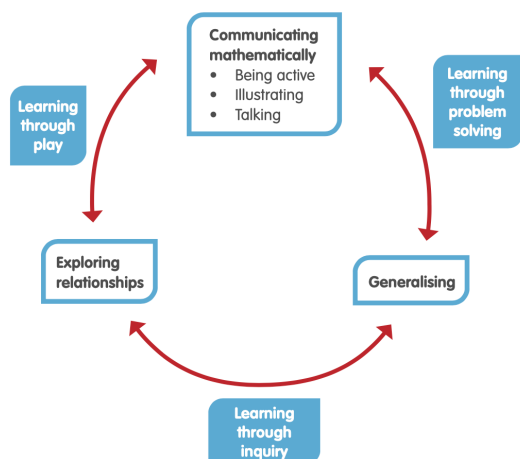 Communicating
mathematically
• Being active
• Illustrating
• Talking
Learning
through
play
Learning
through
problem
solving
Exploring
relationships
Generalising
Learning
through
inquiry